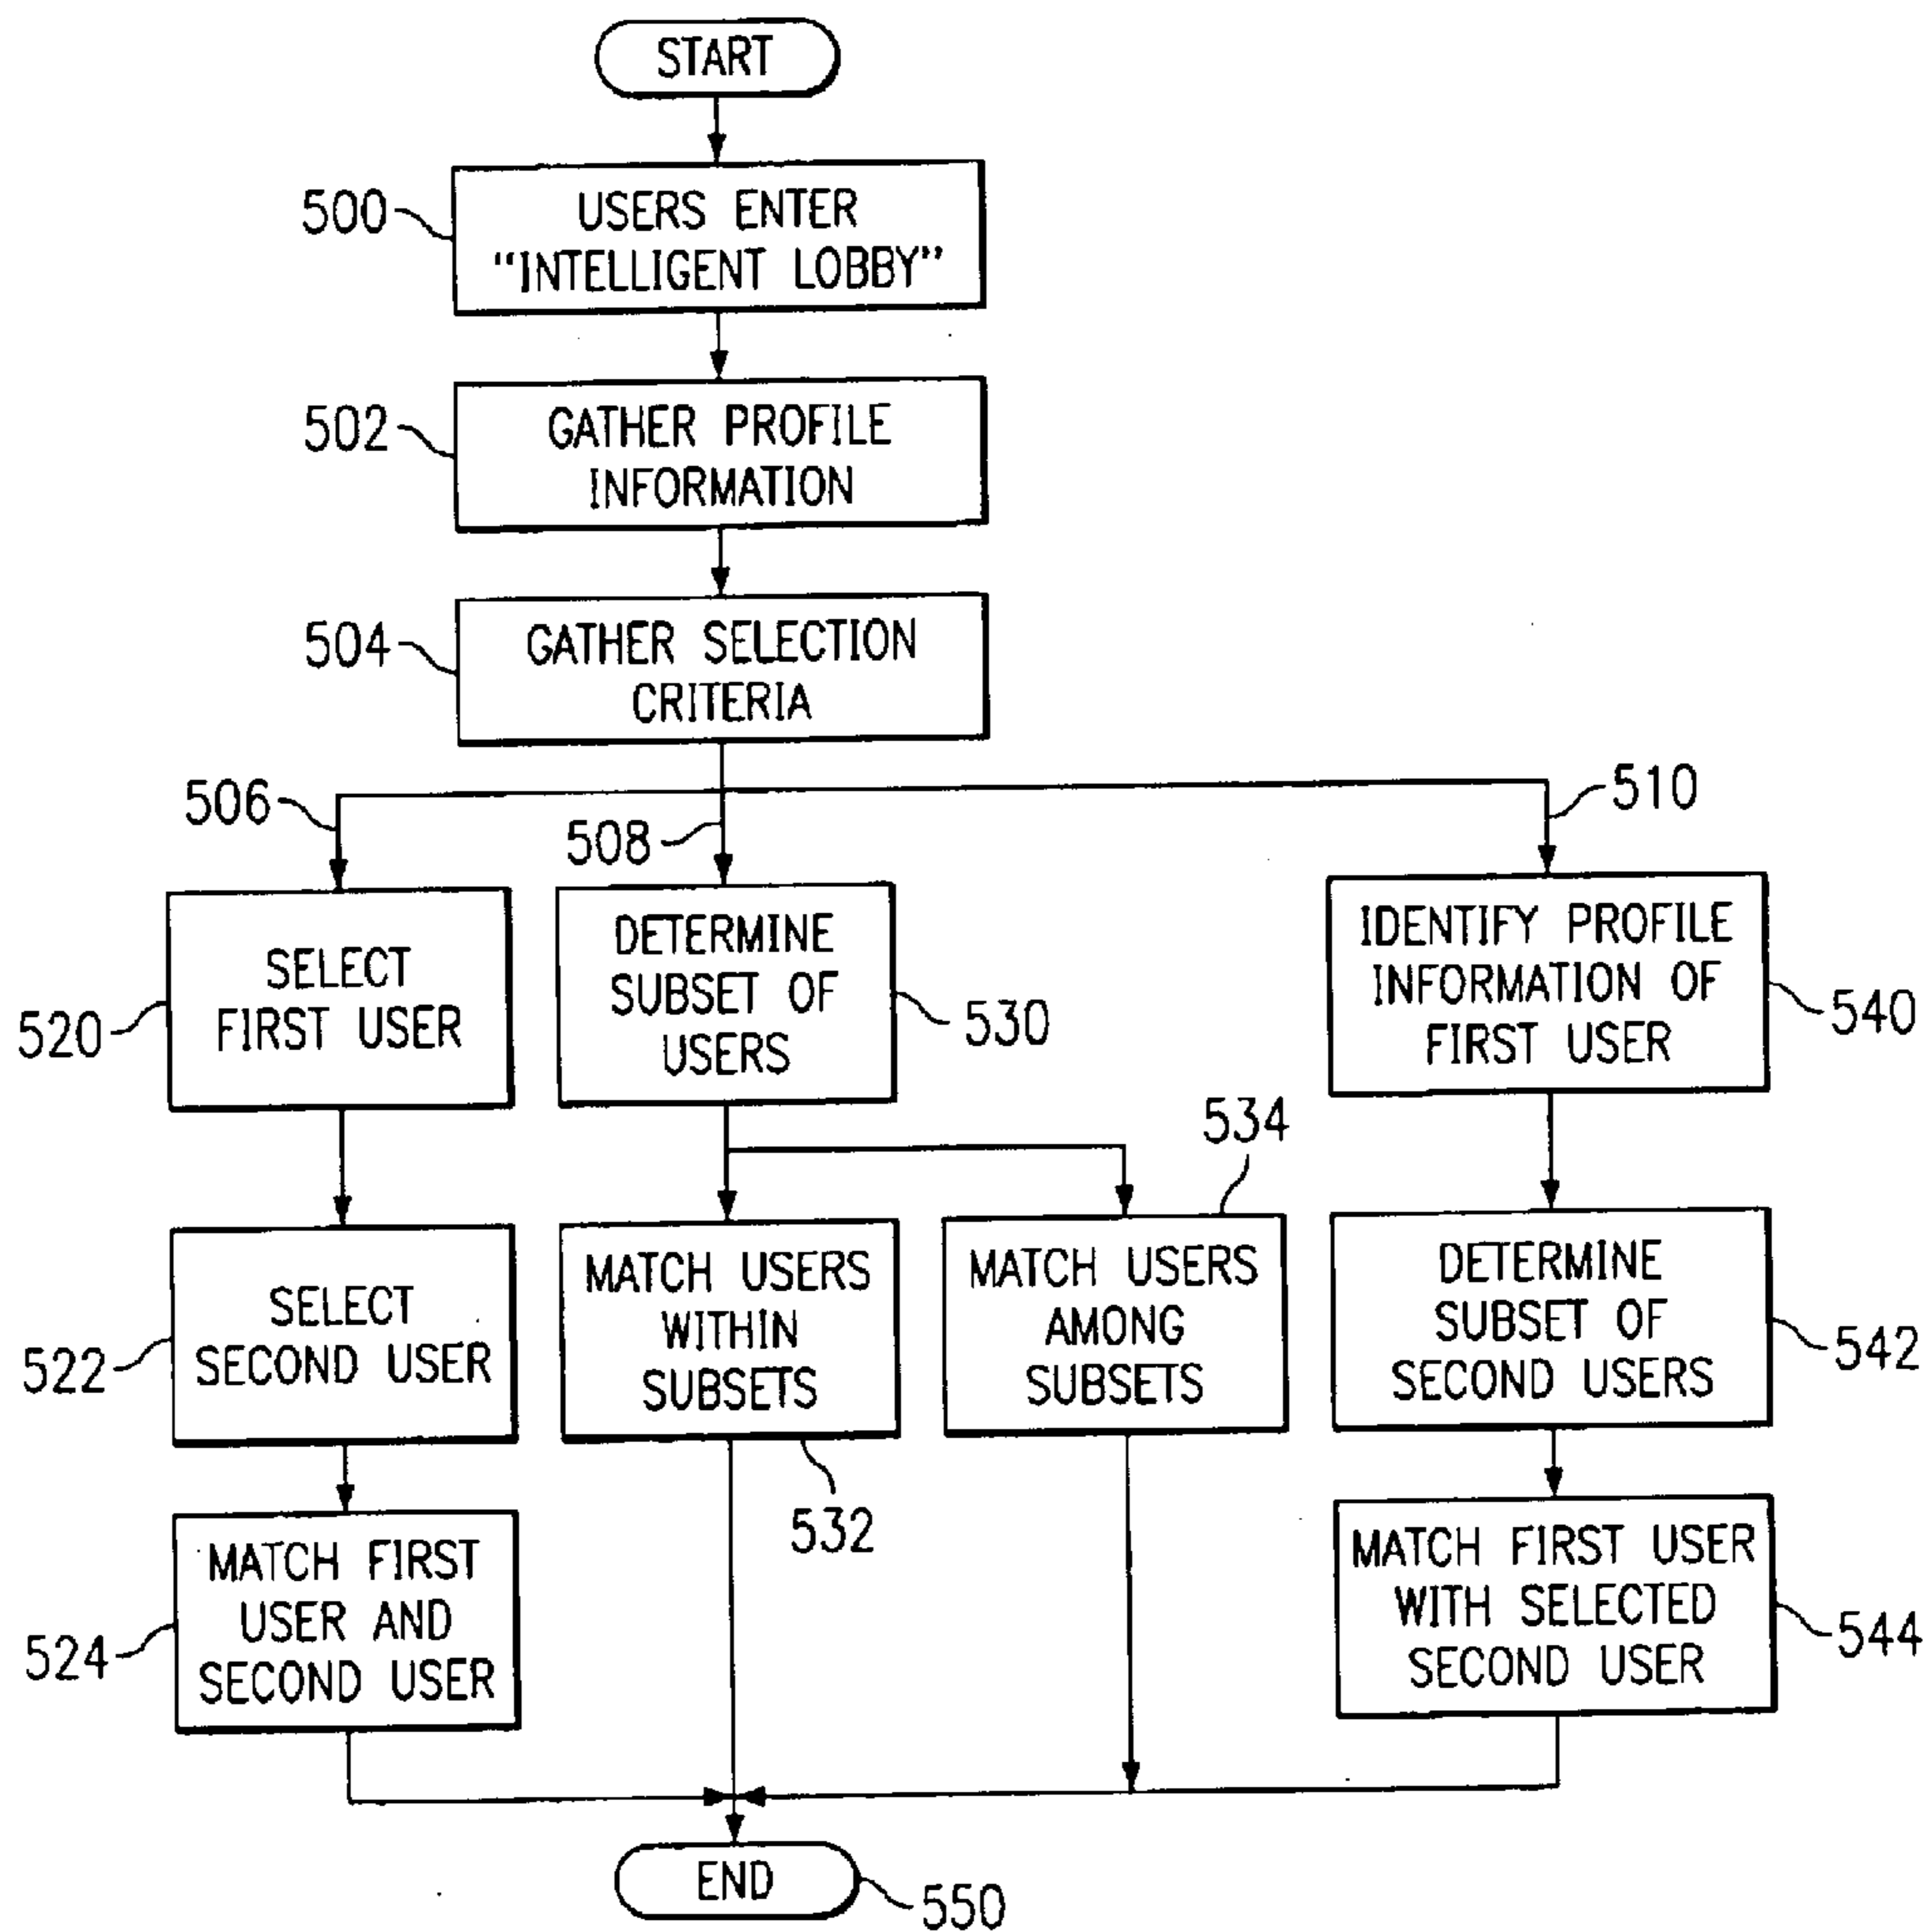 START
500
USERS ENTER
"INTELLIGENT LOBBY"
502
GATHER PROFILE
INFORMATION
504
GATHER SELECTION
CRITERIA
506
508
510
SELECT
FIRST USER
520
DETERMINE
SUBSET OF
USERS
530
IDENTIFY PROFILE
INFORMATION OF
FIRST USER
540
534
SELECT
SECOND USER
522
MATCH USERS
WITHIN
SUBSETS
532
MATCH USERS
AMONG
SUBSETS
DETERMINE
SUBSET OF
SECOND USERS
542
MATCH FIRST
USER AND
SECOND USER
524
MATCH FIRST USER
WITH SELECTED
SECOND USER
544
END
550